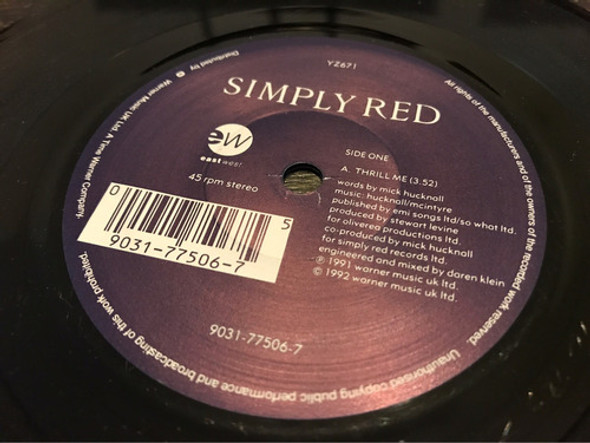 YZ671
SIMPLY RED
ew
eastwest
45 rpm stereo
SIDE ONE
A. THRILL ME (3.52)
words by mick hucknall
music: hucknall/mcintyre
published by emi songs ltd/so what ltd.
produced by stewart levine
for oliverea productions ltd.
co-produced by mick hucknall
for simply red records ltd.
engineered and mixed by daren klein
℗ 1991 warner music uk ltd.
© 1992 warner music uk ltd.
0
5
9031-77506-7
9031-77506-7
All rights of the manufacturers and of the owners of the recorded work reserved. Unauthorised copying public performance and broadcasting of this work prohibited.
Distributed by Warner Music UK Ltd. A Time Warner Company.